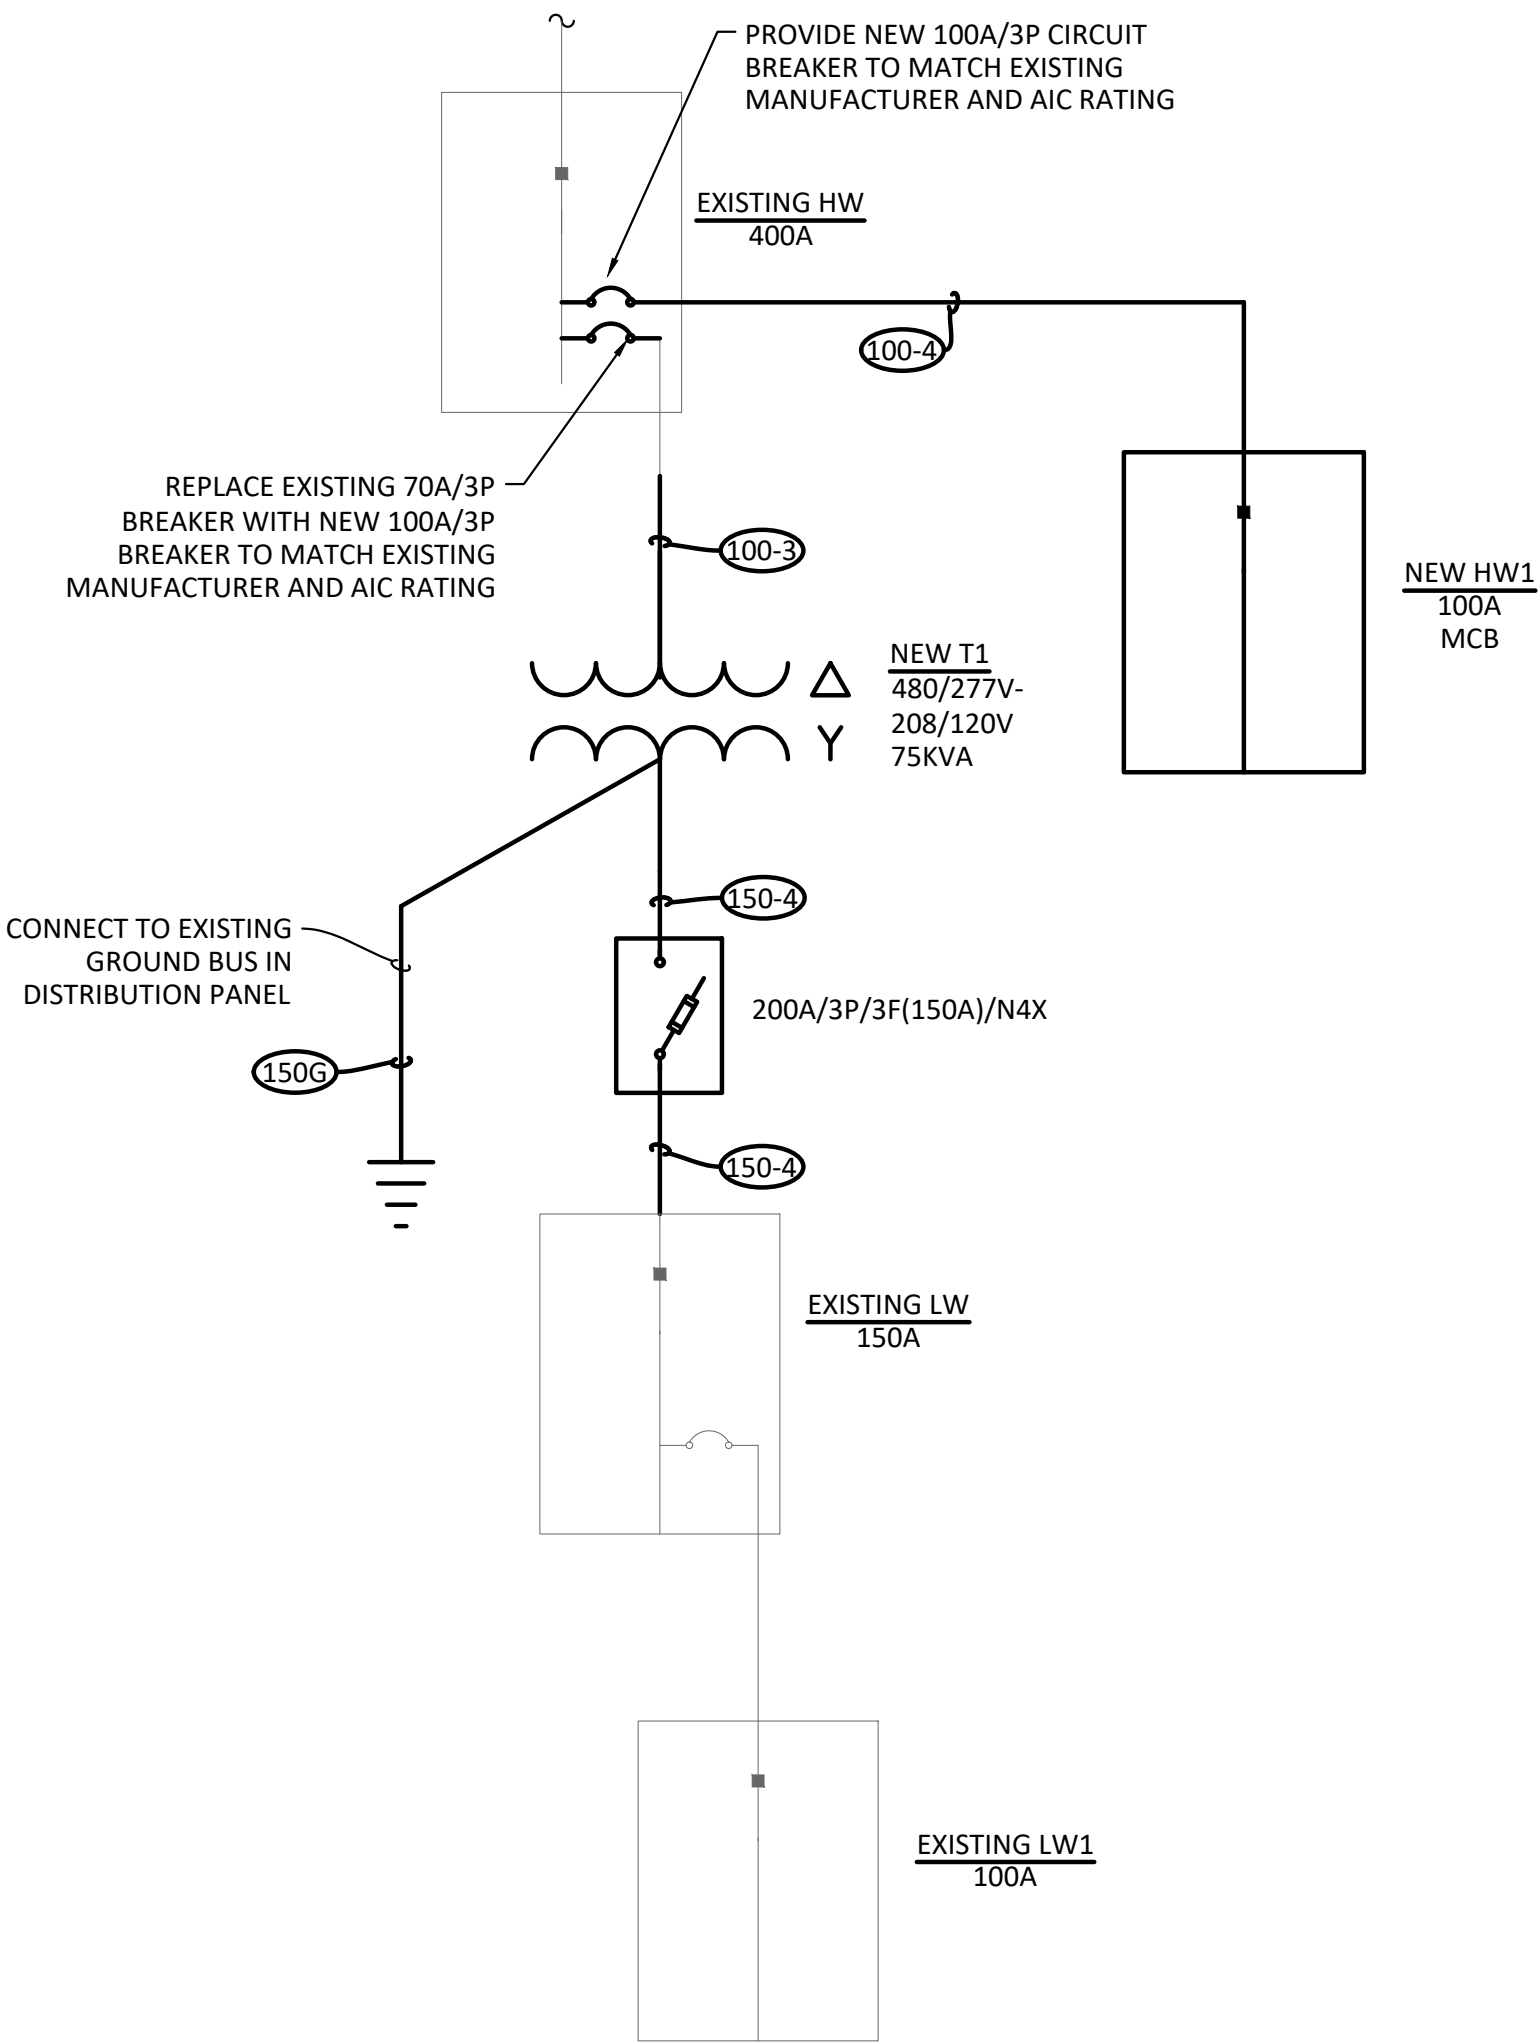 PROVIDE NEW 100A/3P CIRCUIT
BREAKER TO MATCH EXISTING
MANUFACTURER AND AIC RATING
EXISTING HW
400A
100-4
REPLACE EXISTING 70A/3P
BREAKER WITH NEW 100A/3P
BREAKER TO MATCH EXISTING
MANUFACTURER AND AIC RATING
100-3
NEW HW1
100A
MCB
NEW T1
480/277V-
208/120V
75KVA
Y
150-4
CONNECT TO EXISTING
GROUND BUS IN
DISTRIBUTION PANEL
200A/3P/3F(150A)/N4X
150G
150-4
EXISTING LW
150A
EXISTING LW1
100A